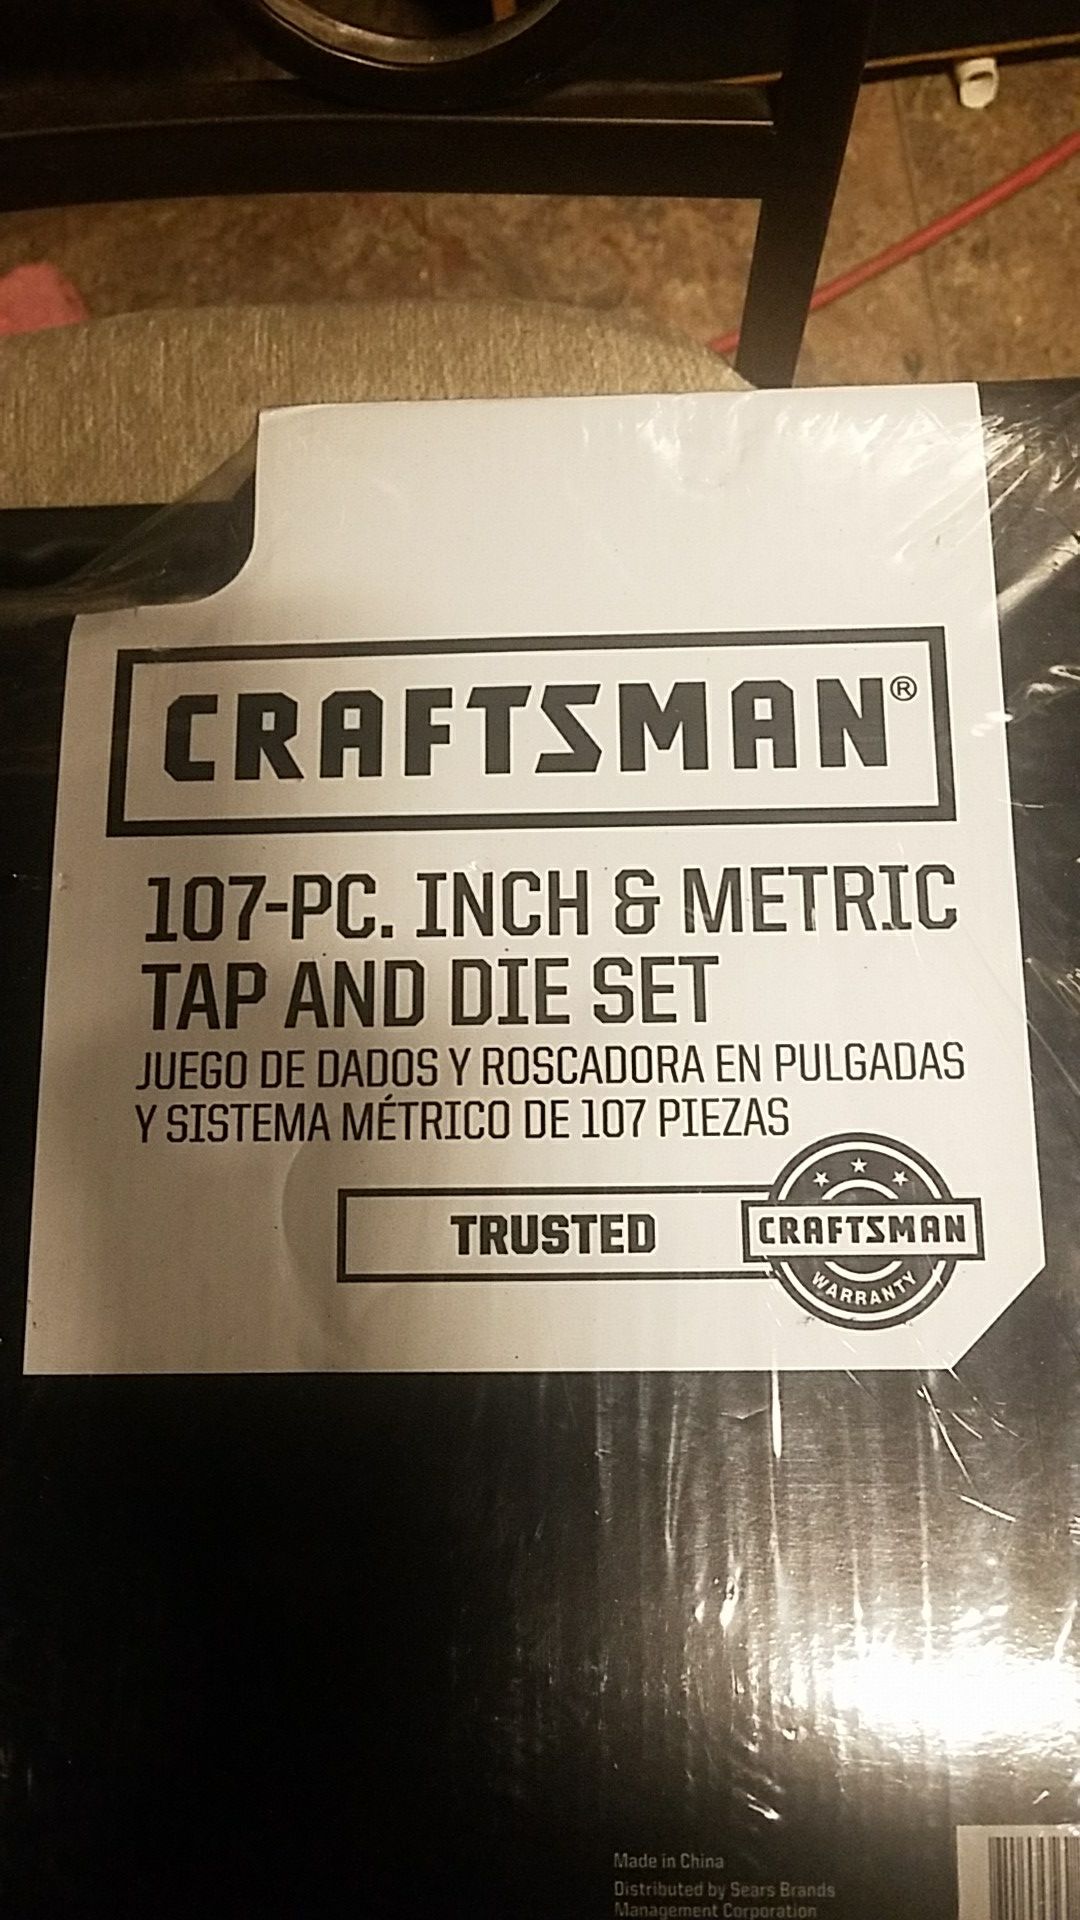 CRAFTSMAN®
107-PC. INCH & METRIC
TAP AND DIE SET
JUEGO DE DADOS Y ROSCADORA EN PULGADAS
Y SISTEMA MÉTRICO DE 107 PIEZAS
TRUSTED
CRAFTSMAN
WARRANTY
Made in China
Distributed by Sears Brands
Management Corporation